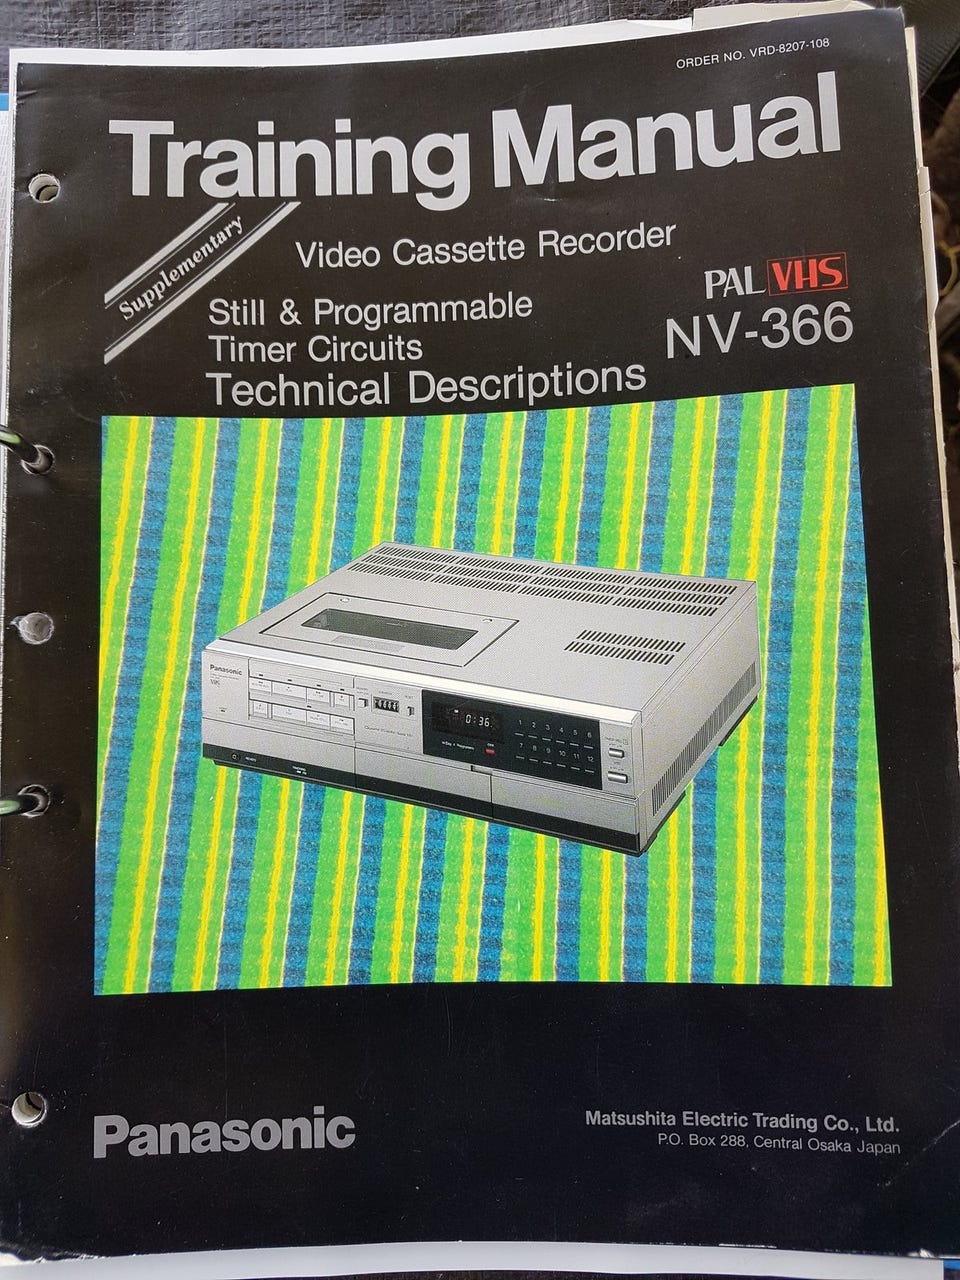 ORDER NO. VRD-8207-108
Training Manual
Supplementary
Video Cassette Recorder
PAL VHS
Still & Programmable
NV-366
Timer Circuits
Technical Descriptions
Panasonic
VHS
0:36
1 2 3 4 5 6
7 8 9 10 11 12
Panasonic
Matsushita Electric Trading Co., Ltd.
P.O. Box 288, Central Osaka Japan